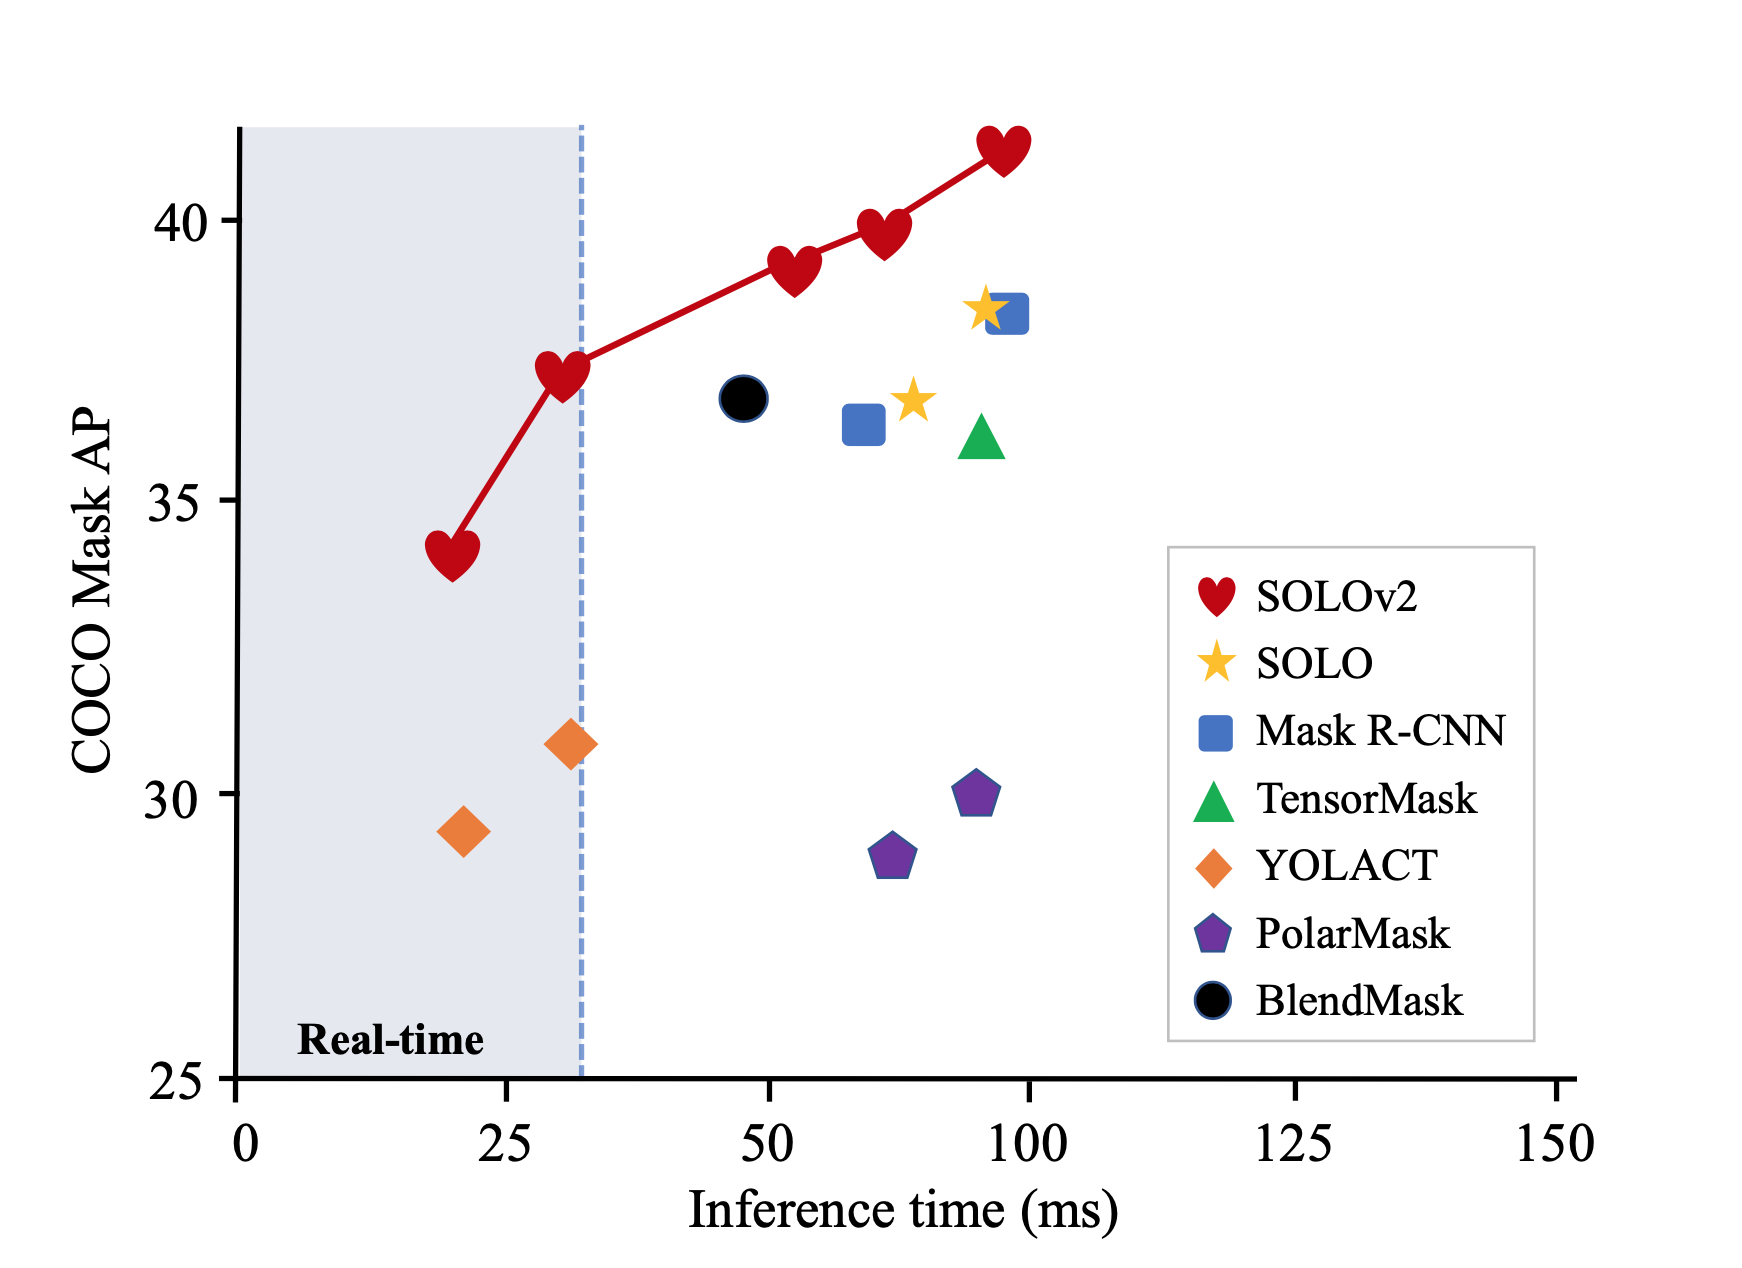 COCO Mask AP
40
35
30
25
Real-time
0 25 50 100 125 150
Inference time (ms)
SOLOv2
SOLO
Mask R-CNN
TensorMask
YOLACT
PolarMask
BlendMask